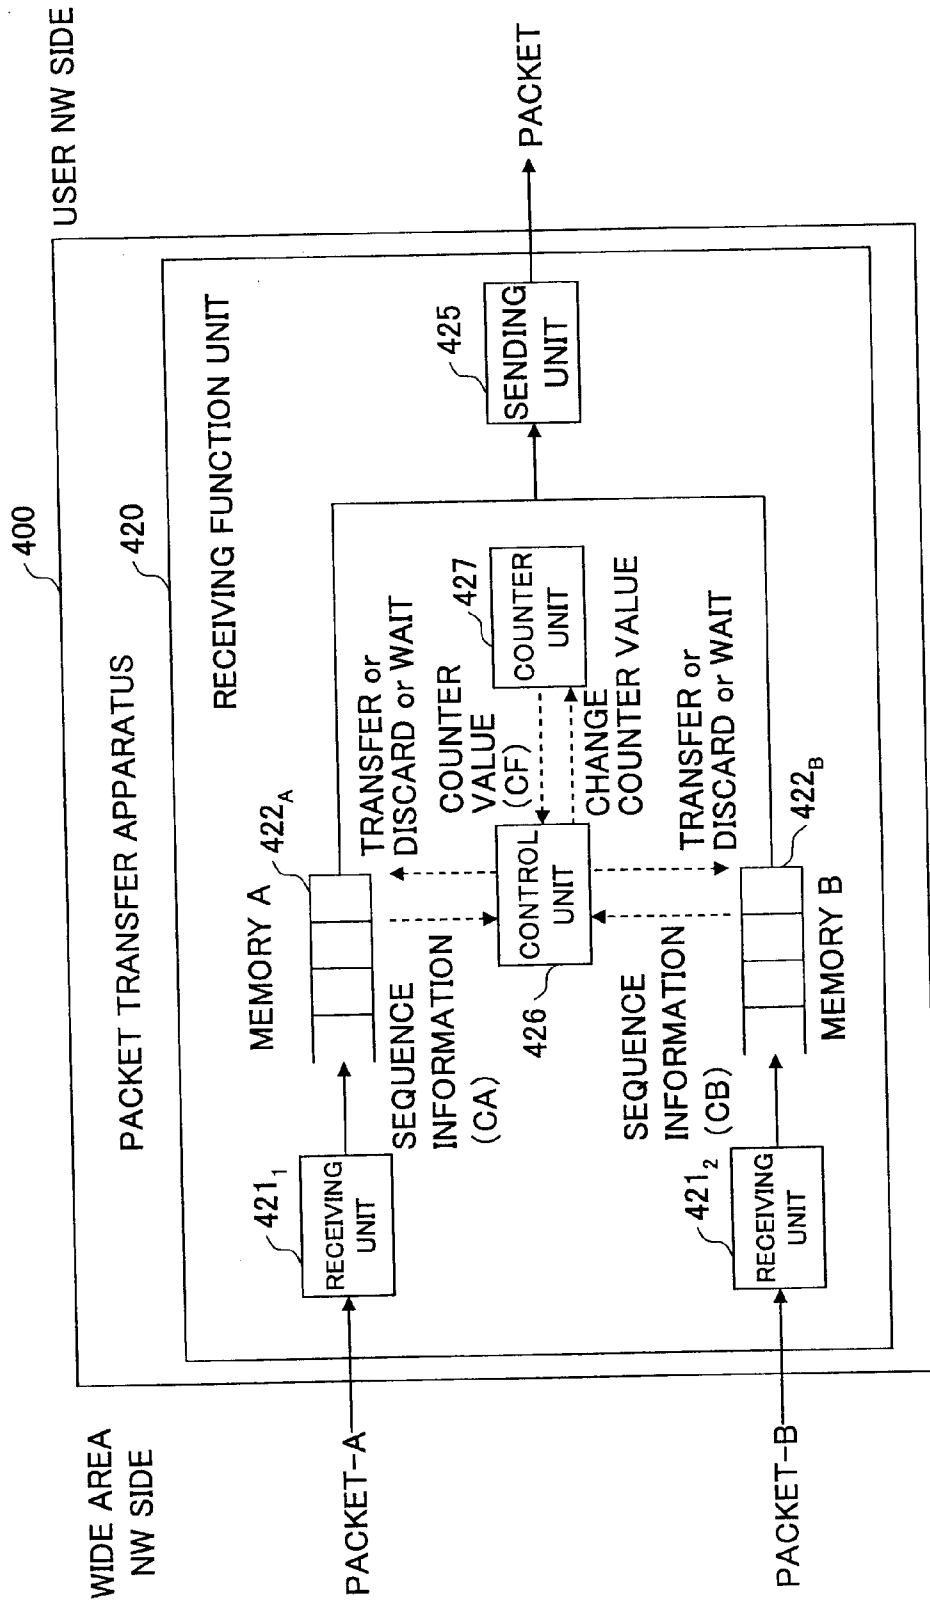 WIDE AREA
NW SIDE
USER NW SIDE
400
PACKET TRANSFER APPARATUS
420
RECEIVING FUNCTION UNIT
PACKET-A
421₁
RECEIVING
UNIT
MEMORY A
422A
SEQUENCE
INFORMATION
(CA)
TRANSFER or
DISCARD or WAIT
COUNTER
VALUE
(CF)
427
COUNTER
UNIT
426
CONTROL
UNIT
CHANGE
COUNTER VALUE
425
SENDING
UNIT
PACKET
SEQUENCE
INFORMATION
(CB)
TRANSFER or
DISCARD or WAIT
PACKET-B
421₂
RECEIVING
UNIT
422B
MEMORY B